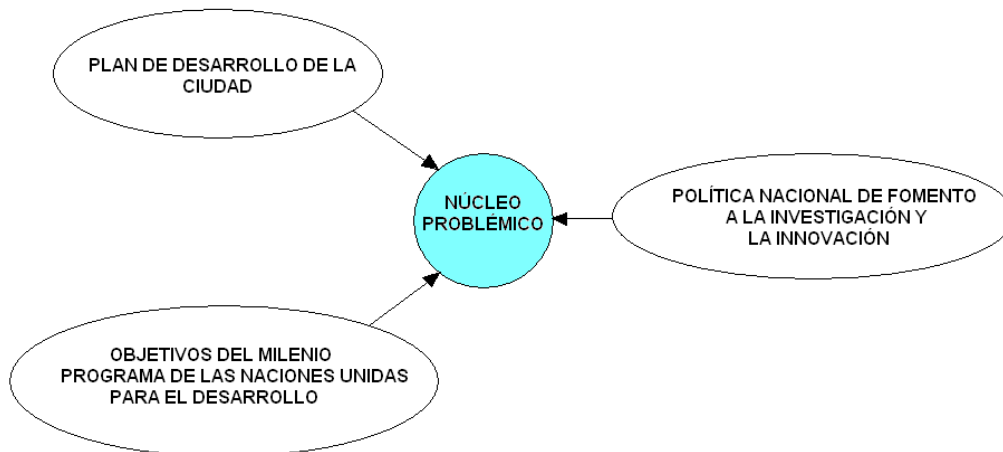 PLAN DE DESARROLLO DE LA
CIUDAD
NÚCLEO
PROBLÉMICO
POLÍTICA NACIONAL DE FOMENTO
A LA INVESTIGACIÓN Y
LA INNOVACIÓN
OBJETIVOS DEL MILENIO
PROGRAMA DE LAS NACIONES UNIDAS
PARA EL DESARROLLO